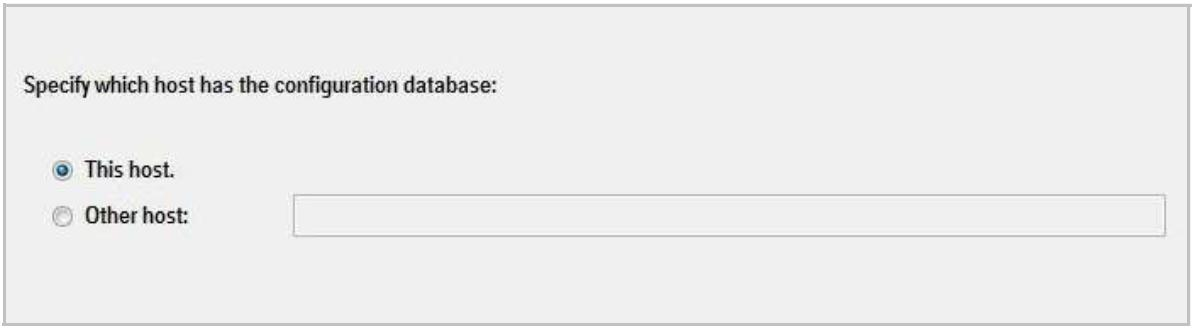 Specify which host has the configuration database:
This host.
Other host: